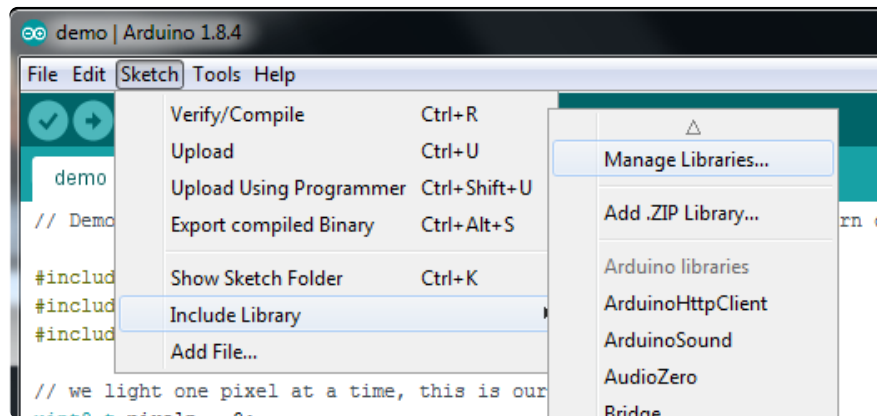 demo | Arduino 1.8.4
File Edit Sketch Tools Help
Verify/Compile Ctrl+R
Upload Ctrl+U
Upload Using Programmer Ctrl+Shift+U
Export compiled Binary Ctrl+Alt+S
Show Sketch Folder Ctrl+K
Include Library
Add File...
Manage Libraries...
Add .ZIP Library...
Arduino libraries
ArduinoHttpClient
ArduinoSound
AudioZero
Bridge
demo
// Demo
#includ
#includ
#includ
// we light one pixel at a time, this is our